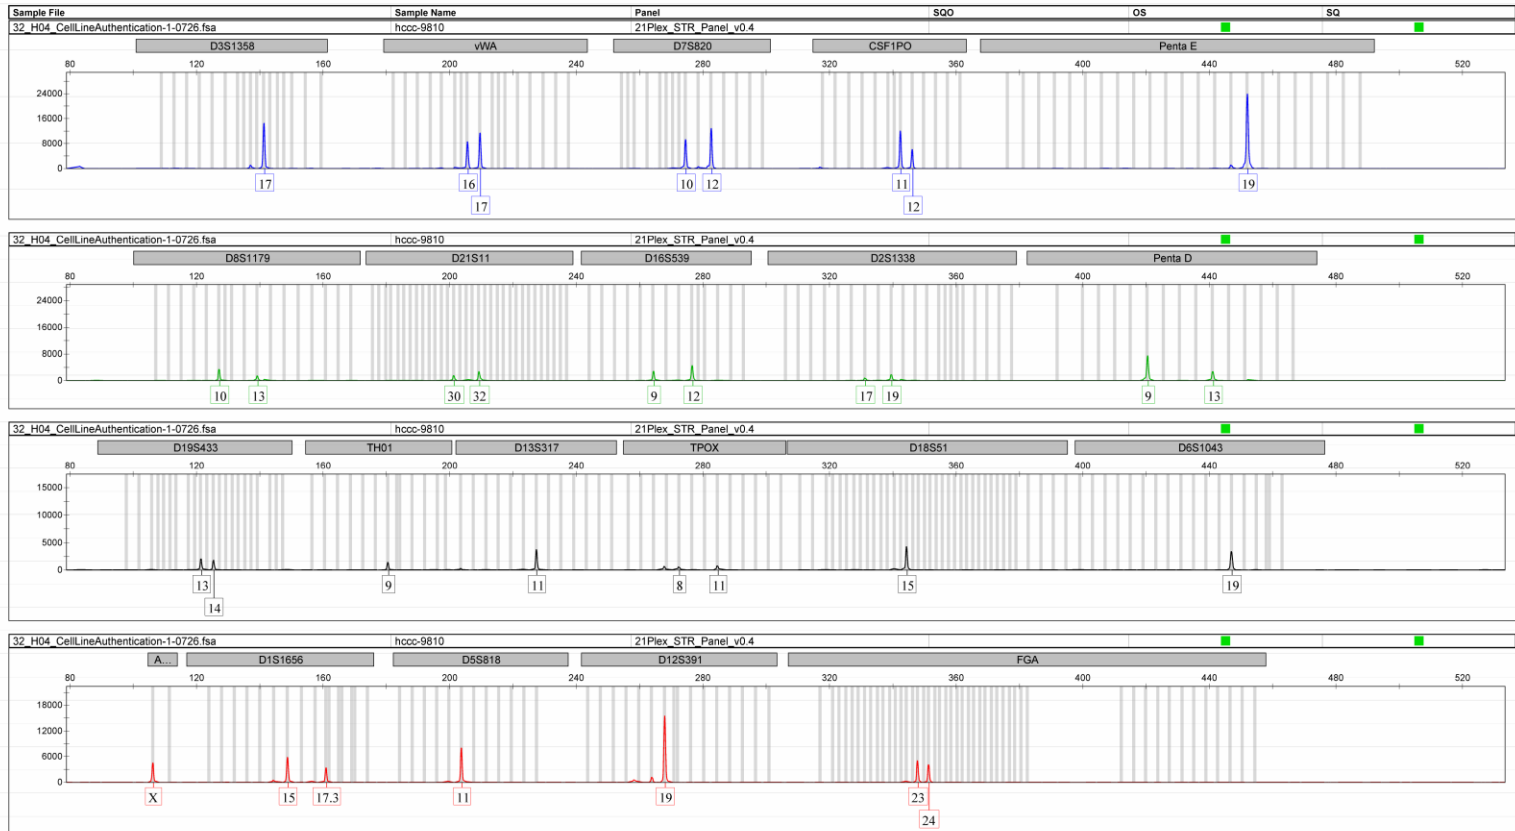 Sample File Sample Name Panel SQO OS SQ
32_H04_CellLineAuthentication-1-0726.fsa hccc-9810 21Plex_STR_Panel_v0.4
D3S1358 vWA D7S820 CSF1PO Penta E
80 120 160 200 240 280 320 360 400 440 480 520
24000
16000
8000
0
17 16 10 12 11 19
17 12
32_H04_CellLineAuthentication-1-0726.fsa hccc-9810 21Plex_STR_Panel_v0.4
D8S1179 D21S11 D16S539 D2S1338 Penta D
80 120 160 200 240 280 320 360 400 440 480 520
24000
16000
8000
0
10 13 30 32 9 12 17 19 9 13
32_H04_CellLineAuthentication-1-0726.fsa hccc-9810 21Plex_STR_Panel_v0.4
D19S433 TH01 D13S317 TPOX D18S51 D6S1043
80 120 160 200 240 280 320 360 400 440 480 520
15000
10000
5000
0
13 9 11 8 11 15 19
14
32_H04_CellLineAuthentication-1-0726.fsa hccc-9810 21Plex_STR_Panel_v0.4
A... D1S1656 D5S818 D12S391 FGA
80 120 160 200 240 280 320 360 400 440 480 520
18000
12000
6000
0
X 15 17.3 11 19 23
24